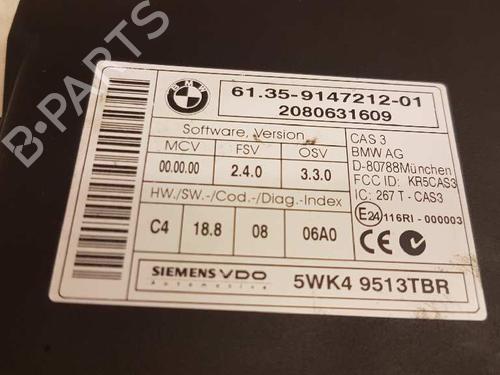 B-PARTS
BMW
61.35-9147212-01
2080631609
Software, Version
MCV FSV OSV
00.00.00 2.4.0 3.3.0
HW./SW.-/Cod.-/Diag.-Index
C4 18.8 08 06A0
CAS 3
BMW AG
D-80788München
FCC ID: KR5CAS3
IC: 267 T - CAS3
E24 116RI - 000003
CE
SIEMENS VDO
Automotive
5WK4 9513TBR